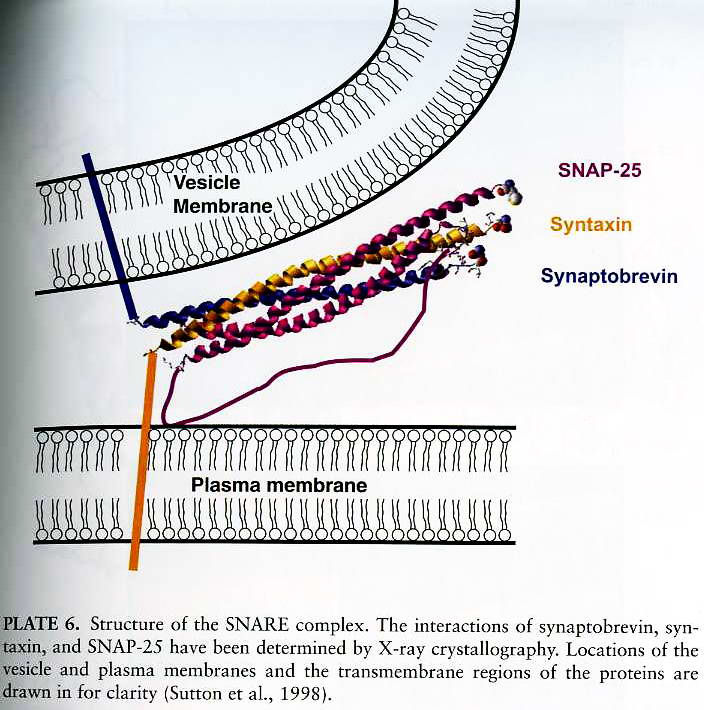 Vesicle
Membrane
SNAP-25
Syntaxin
Synaptobrevin
Plasma membrane
PLATE 6. Structure of the SNARE complex. The interactions of synaptobrevin, syn-
taxin, and SNAP-25 have been determined by X-ray crystallography. Locations of the
vesicle and plasma membranes and the transmembrane regions of the proteins are
drawn in for clarity (Sutton et al., 1998).